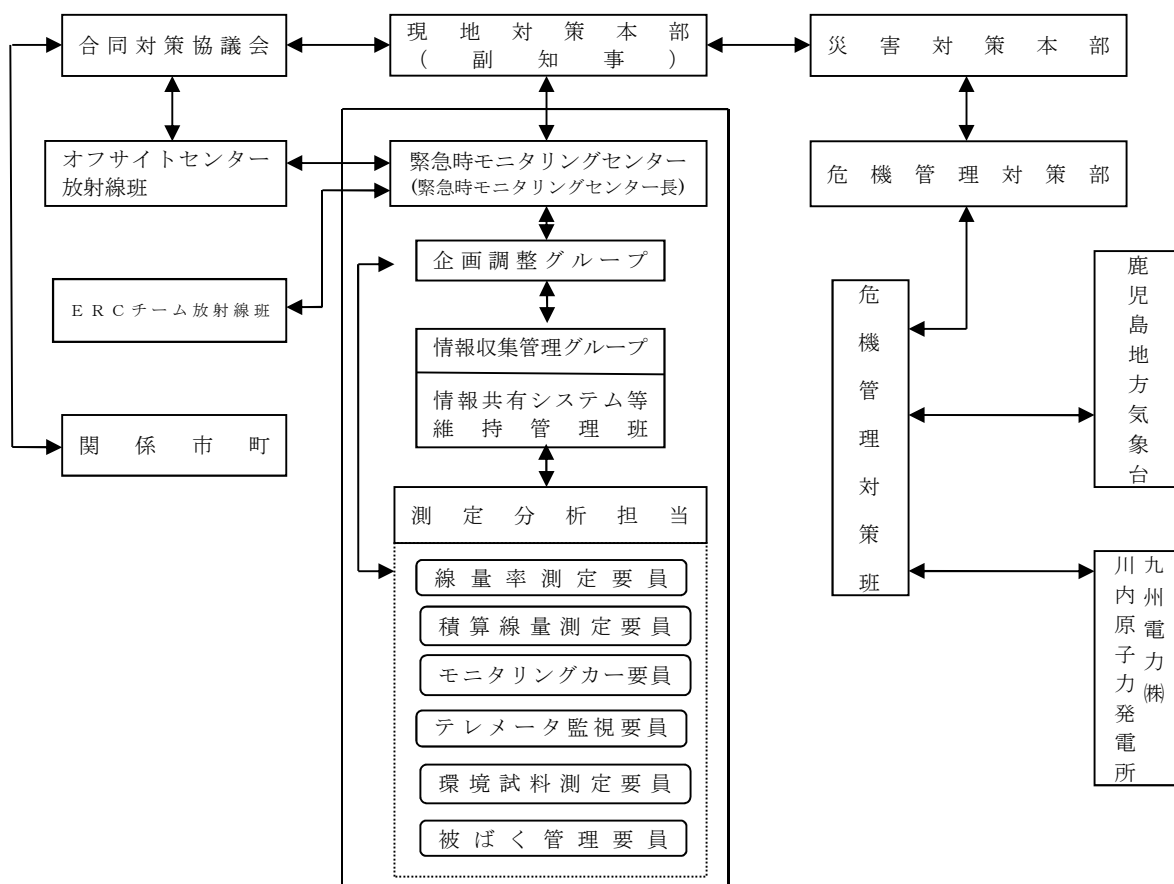 合同対策協議会
現地対策本部
(副知事)
災害対策本部
オフサイトセンター
放射線班
緊急時モニタリングセンター
(緊急時モニタリングセンター長)
危機管理対策部
企画調整グループ
ERCチーム放射線班
情報収集管理グループ
情報共有システム等
維持管理班
関係市町
危機管理対策班
鹿児島地方気象台
測定分析担当
線量率測定要員
積算線量測定要員
モニタリングカー要員
テレメータ監視要員
環境試料測定要員
被ばく管理要員
九州電力㈱
川内原子力発電所